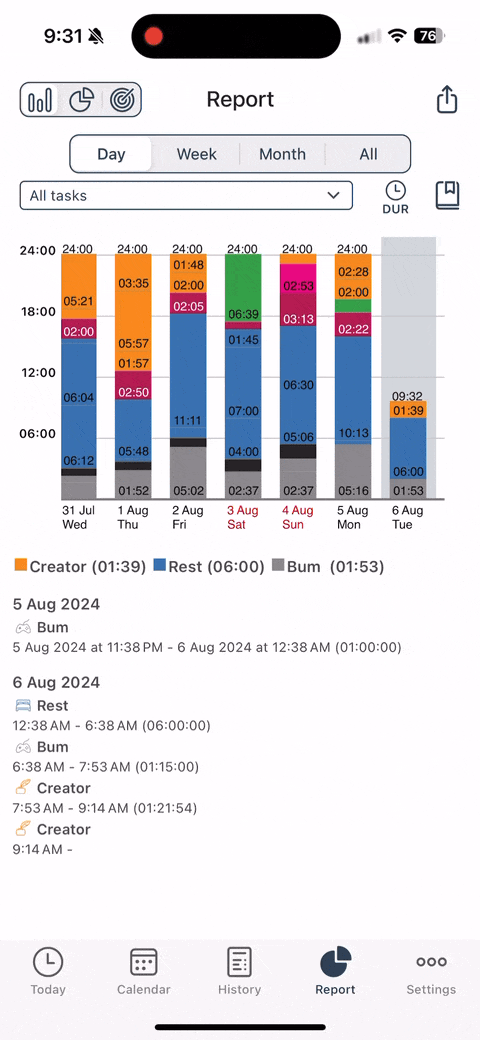 9:31
76
Report
Day Week Month All
All tasks
DUR
24:00
18:00
12:00
06:00
24:00 24:00 24:00 24:00 24:00 24:00
05:21
02:00
06:04
06:12
03:35
05:57
01:57
02:50
05:48
01:52
01:48
02:00
02:05
11:11
05:02
06:39
01:45
07:00
04:00
02:37
02:53
03:13
06:30
05:06
02:37
02:28
02:00
02:22
10:13
05:16
09:32
01:39
06:00
01:53
31 Jul 1 Aug 2 Aug 3 Aug 4 Aug 5 Aug 6 Aug
Wed Thu Fri Sat Sun Mon Tue
Creator (01:39) Rest (06:00) Bum (01:53)
5 Aug 2024
Bum
5 Aug 2024 at 11:38 PM - 6 Aug 2024 at 12:38 AM (01:00:00)
6 Aug 2024
Rest
12:38 AM - 6:38 AM (06:00:00)
Bum
6:38 AM - 7:53 AM (01:15:00)
Creator
7:53 AM - 9:14 AM (01:21:54)
Creator
9:14 AM -
Today Calendar History Report Settings